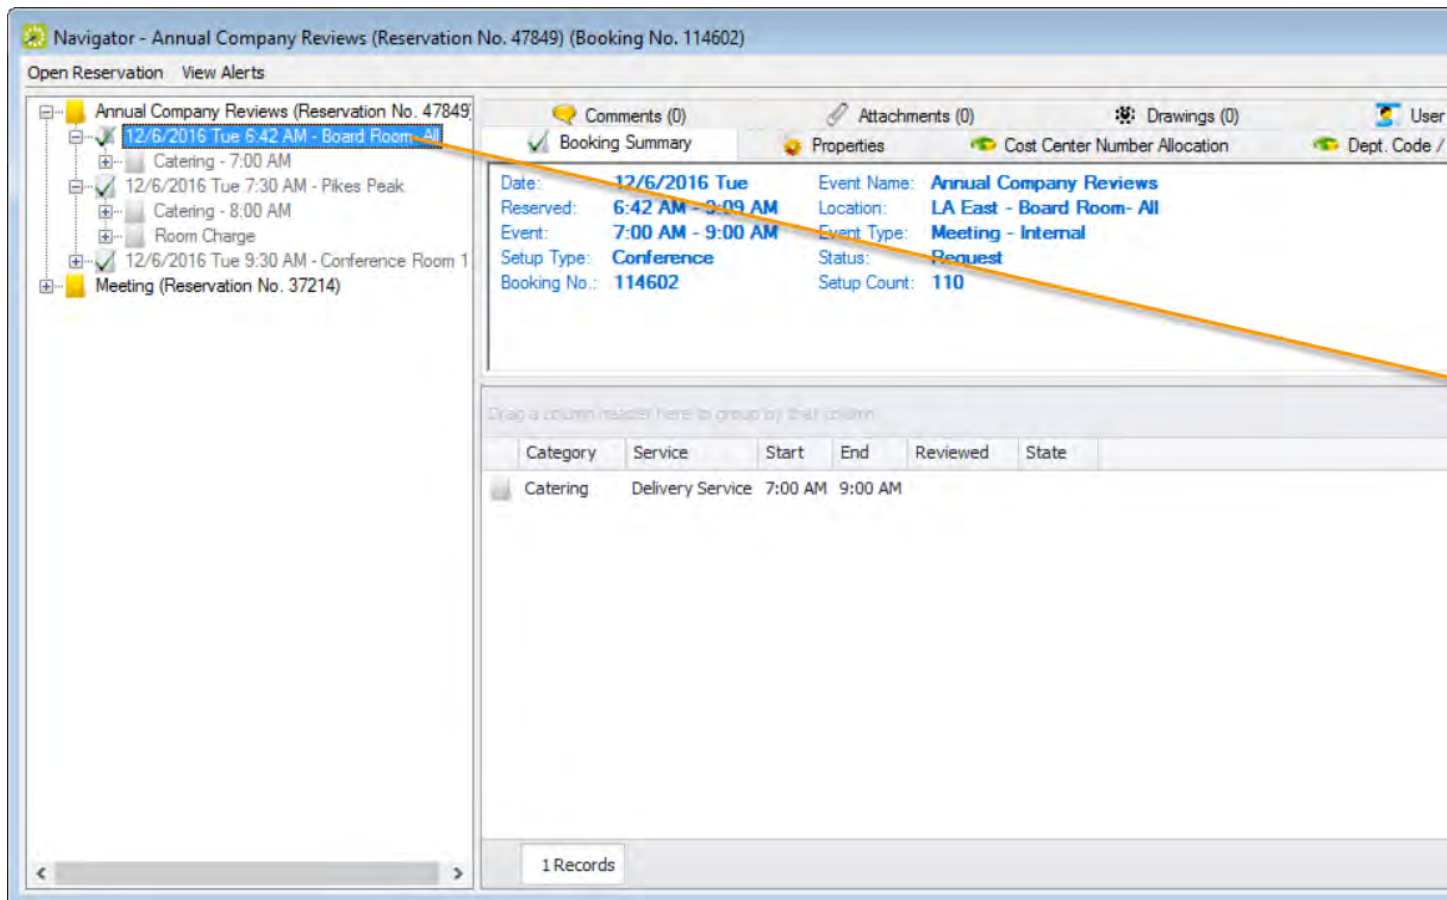 Navigator - Annual Company Reviews (Reservation No. 47849) (Booking No. 114602)
Open Reservation View Alerts
Annual Company Reviews (Reservation No. 47849)
12/6/2016 Tue 6:42 AM - Board Room- All
Catering - 7:00 AM
12/6/2016 Tue 7:30 AM - Pikes Peak
Catering - 8:00 AM
Room Charge
12/6/2016 Tue 9:30 AM - Conference Room 1
Meeting (Reservation No. 37214)
Comments (0) Attachments (0) Drawings (0) User
Booking Summary Properties Cost Center Number Allocation Dept. Code /
Date: 12/6/2016 Tue Event Name: Annual Company Reviews
Reserved: 6:42 AM - 9:09 AM Location: LA East - Board Room- All
Event: 7:00 AM - 9:00 AM Event Type: Meeting - Internal
Setup Type: Conference Status: Request
Booking No.: 114602 Setup Count: 110
Drag a column header here to group by that column
Category Service Start End Reviewed State
Catering Delivery Service 7:00 AM 9:00 AM
1 Records